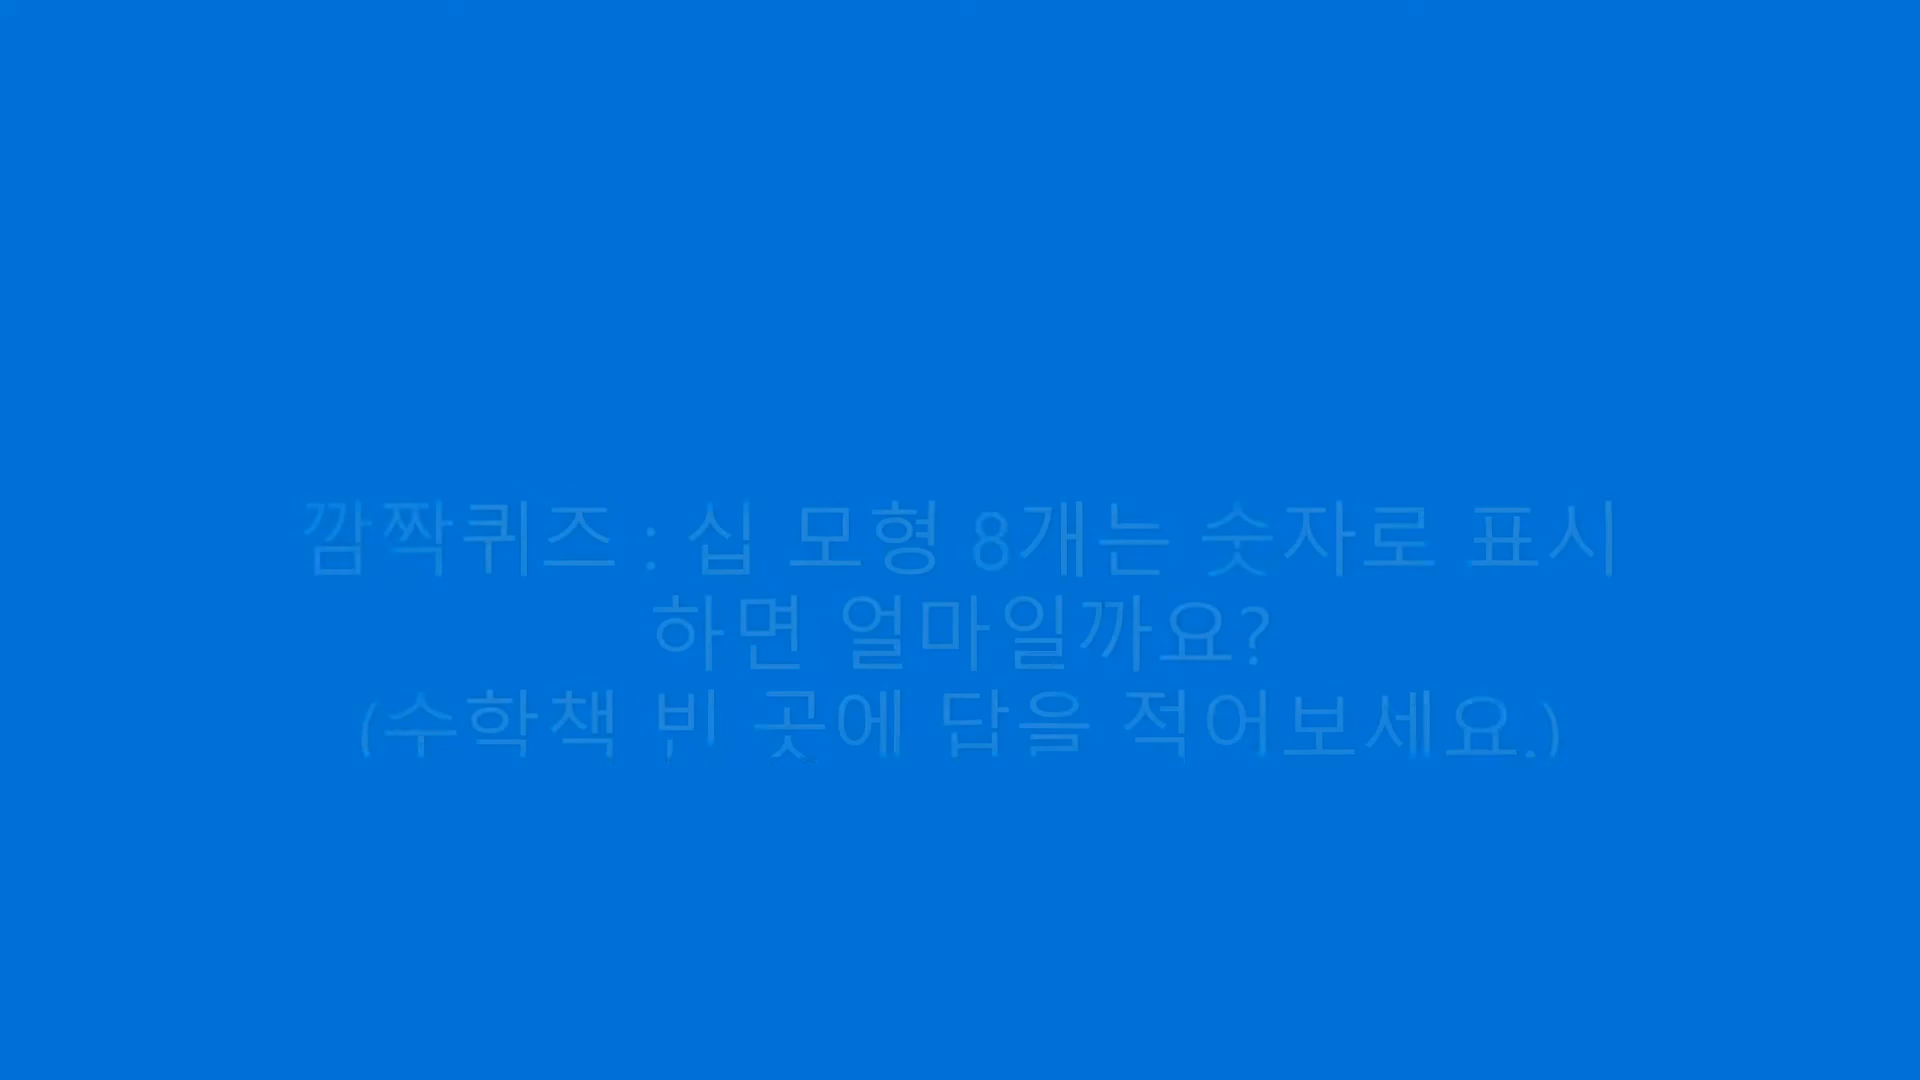 깜짝퀴즈 : 십 모형 8개는 숫자로 표시
하면 얼마일까요?
(수학책 빈 곳에 답을 적어보세요.)